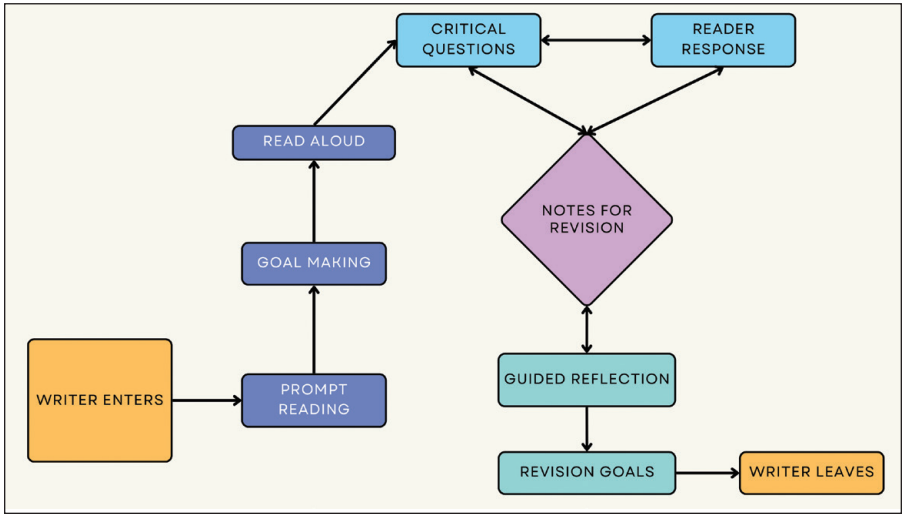 WRITER ENTERS
PROMPT
READING
GOAL MAKING
READ ALOUD
CRITICAL
QUESTIONS
READER
RESPONSE
NOTES FOR
REVISION
GUIDED REFLECTION
REVISION GOALS
WRITER LEAVES